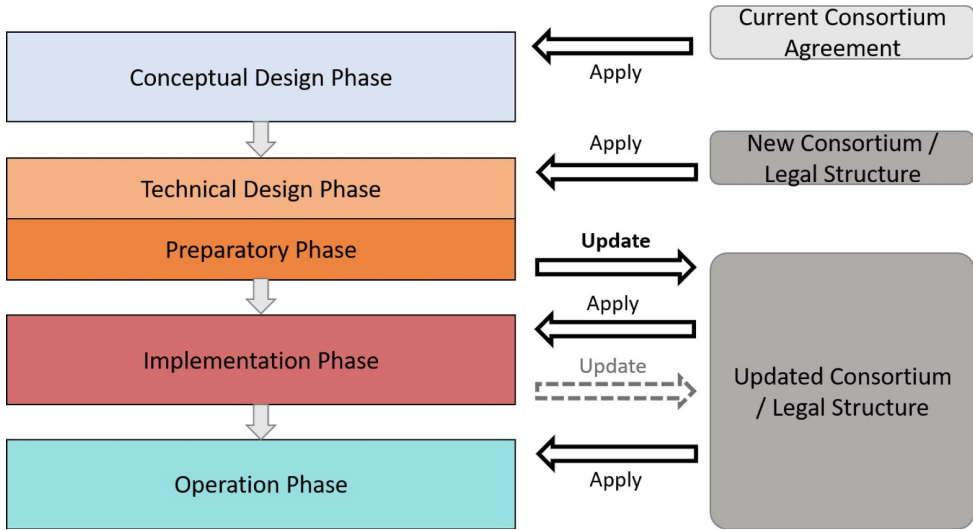 Current Consortium
Agreement
Apply
Conceptual Design Phase
Apply
New Consortium /
Legal Structure
Technical Design Phase
Preparatory Phase
Update
Apply
Implementation Phase
Update
Updated Consortium
/ Legal Structure
Operation Phase
Apply